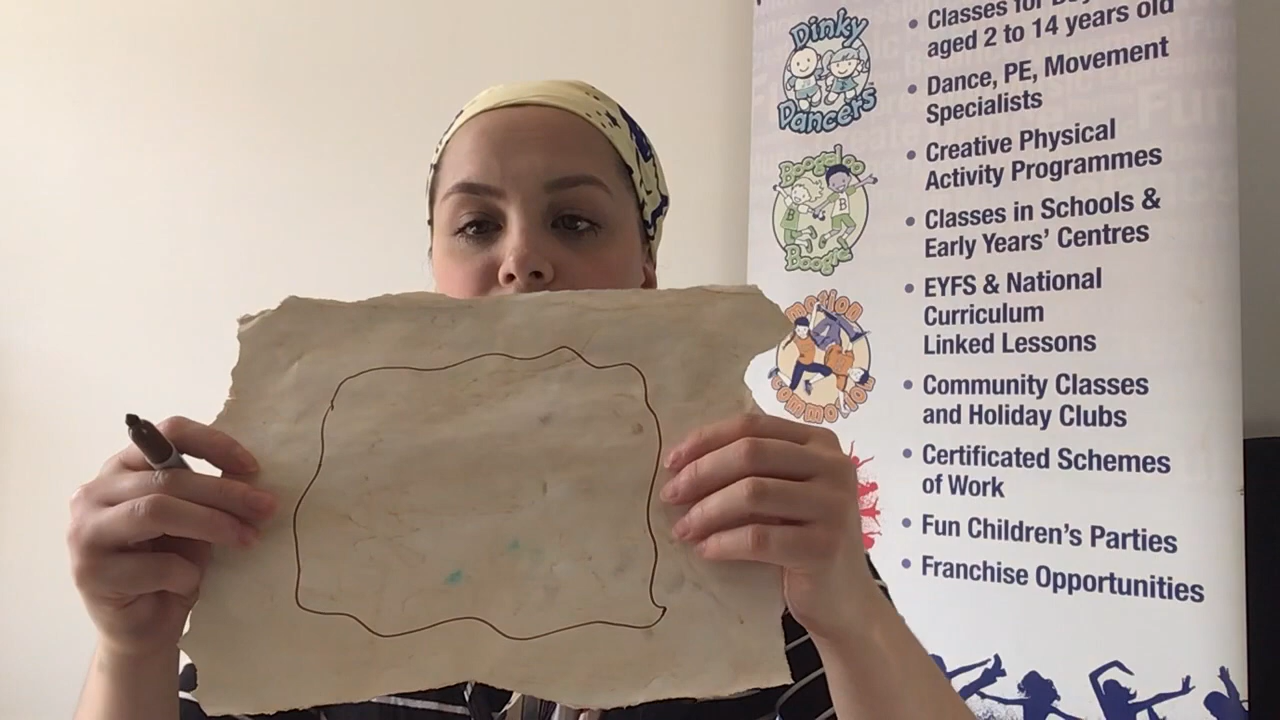 Dinky
Dancers
Boogaloo
B
B
Boogie
motion
commotion
• Classes for
aged 2 to 14 years old
• Dance, PE, Movement
Specialists
• Creative Physical
Activity Programmes
• Classes in Schools &
Early Years’ Centres
• EYFS & National
Curriculum
Linked Lessons
• Community Classes
and Holiday Clubs
• Certificated Schemes
of Work
• Fun Children’s Parties
• Franchise Opportunities
Fun